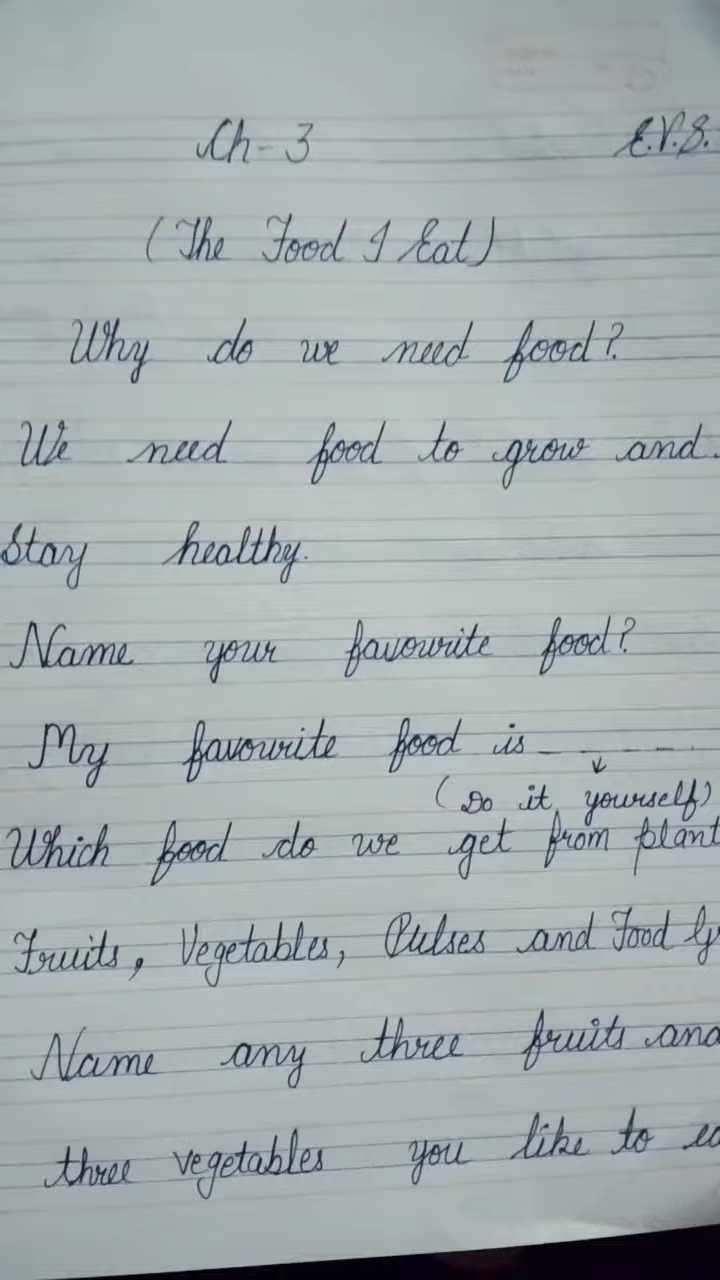 Ch-3 E.V.S.
(The Food I Eat)
Why do we need food?
We need food to grow and
Stay healthy.
Name your favourite food?
My favourite food is _ _ _ _ _
(Do it yourself)
Which food do we get from plant
Fruits, Vegetables, Pulses and Food
Name any three fruits and
three vegetables you like to